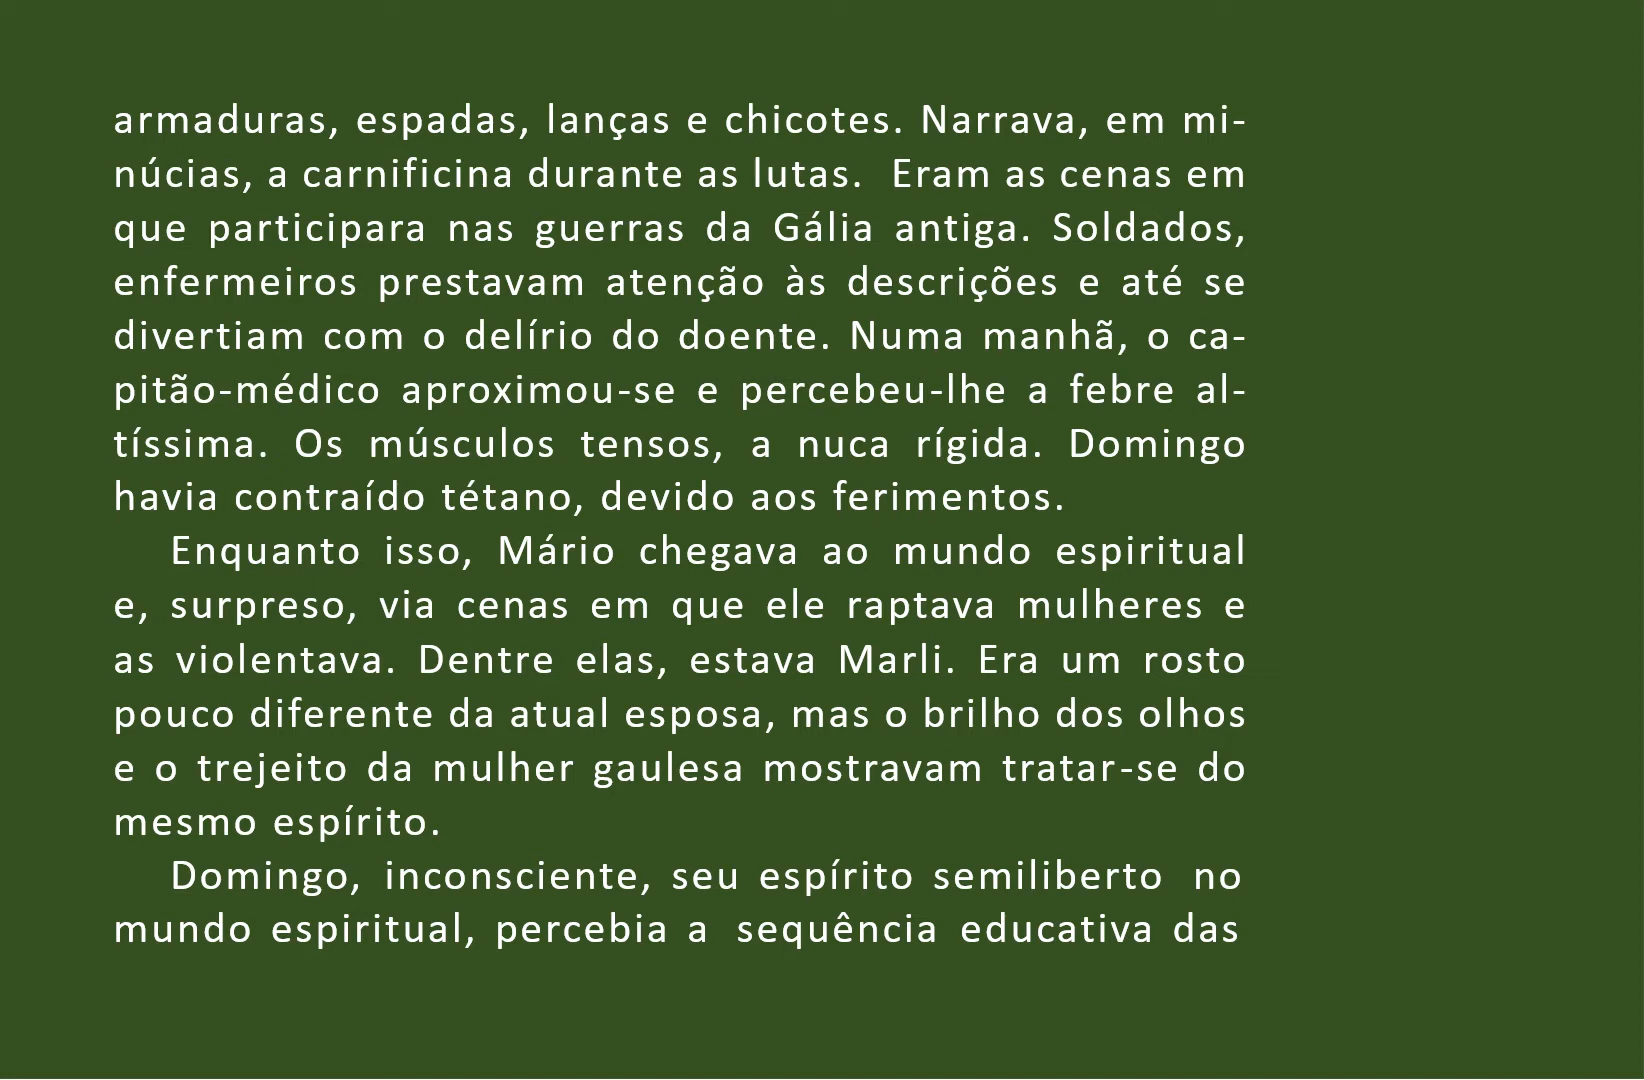 armaduras, espadas, lanças e chicotes. Narrava, em mi-
núcias, a carnificina durante as lutas.  Eram as cenas em
que participara nas guerras da Gália antiga. Soldados,
enfermeiros prestavam atenção às descrições e até se
divertiam com o delírio do doente. Numa manhã, o ca-
pitão-médico aproximou-se e percebeu-lhe a febre al-
tíssima. Os músculos tensos, a nuca rígida. Domingo
havia contraído tétano, devido aos ferimentos.
Enquanto isso, Mário chegava ao mundo espiritual
e, surpreso, via cenas em que ele raptava mulheres e
as violentava. Dentre elas, estava Marli. Era um rosto
pouco diferente da atual esposa, mas o brilho dos olhos
e o trejeito da mulher gaulesa mostravam tratar-se do
mesmo espírito.
Domingo, inconsciente, seu espírito semiliberto  no
mundo espiritual, percebia a  sequência educativa das